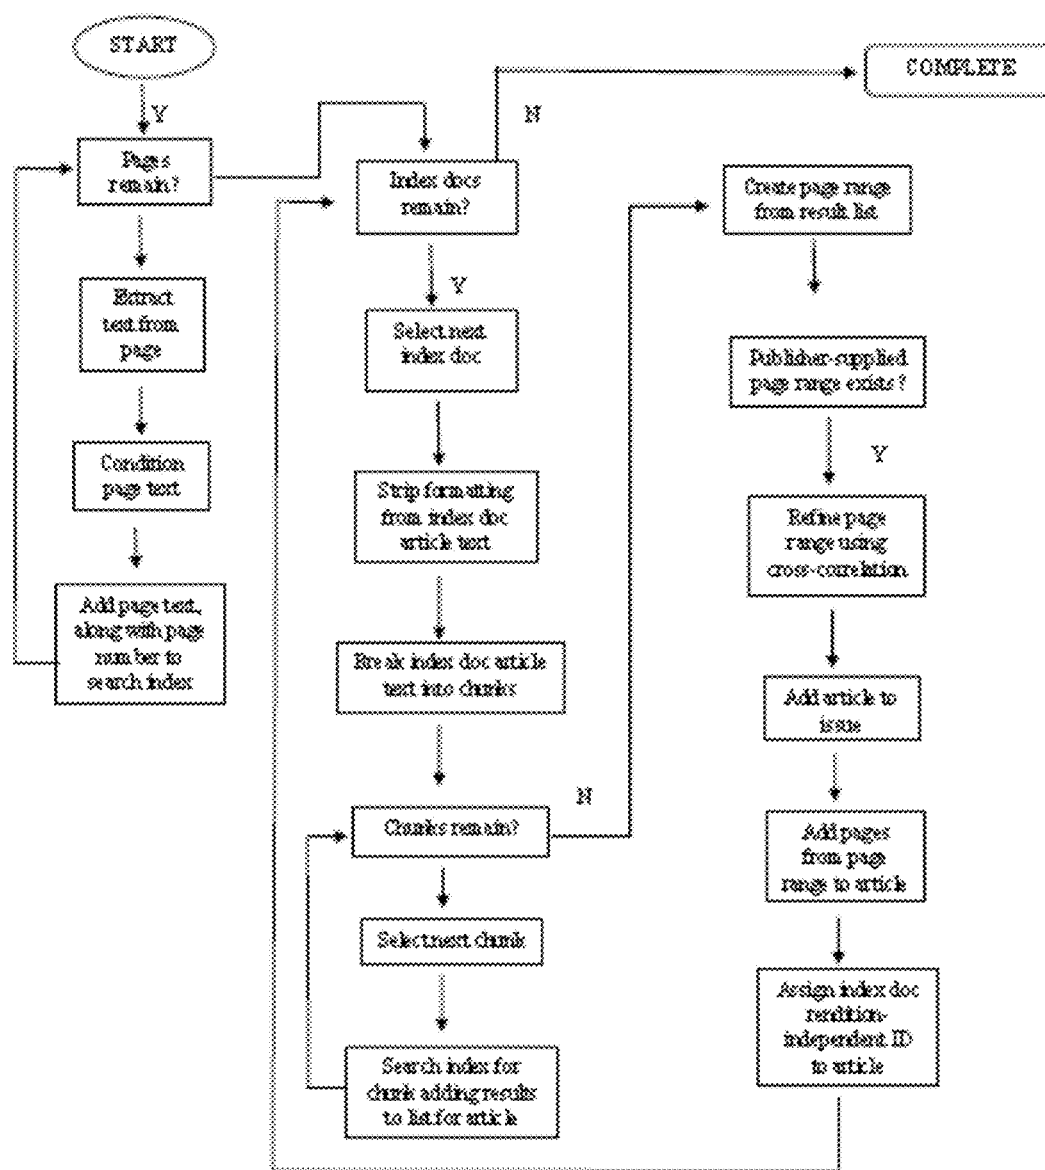 START
Y
Pages
remain?
Extract
text from
page
Condition
page text
Add page text,
along with page
number to
search index
Index docs
remain?
N
COMPLETE
Y
Select next
index doc
Strip formatting
from index doc
article text
Break index doc article
text into chunks
Chunks remain?
N
Select next chunk
Search index for
chunk adding results
to list for article
Create page range
from result list
Publisher-supplied
page range exists?
Y
Refine page
range using
cross-correlation
Add article to
issue
Add pages
from page
range to article
Assign index doc
rendition-
independent ID
to article